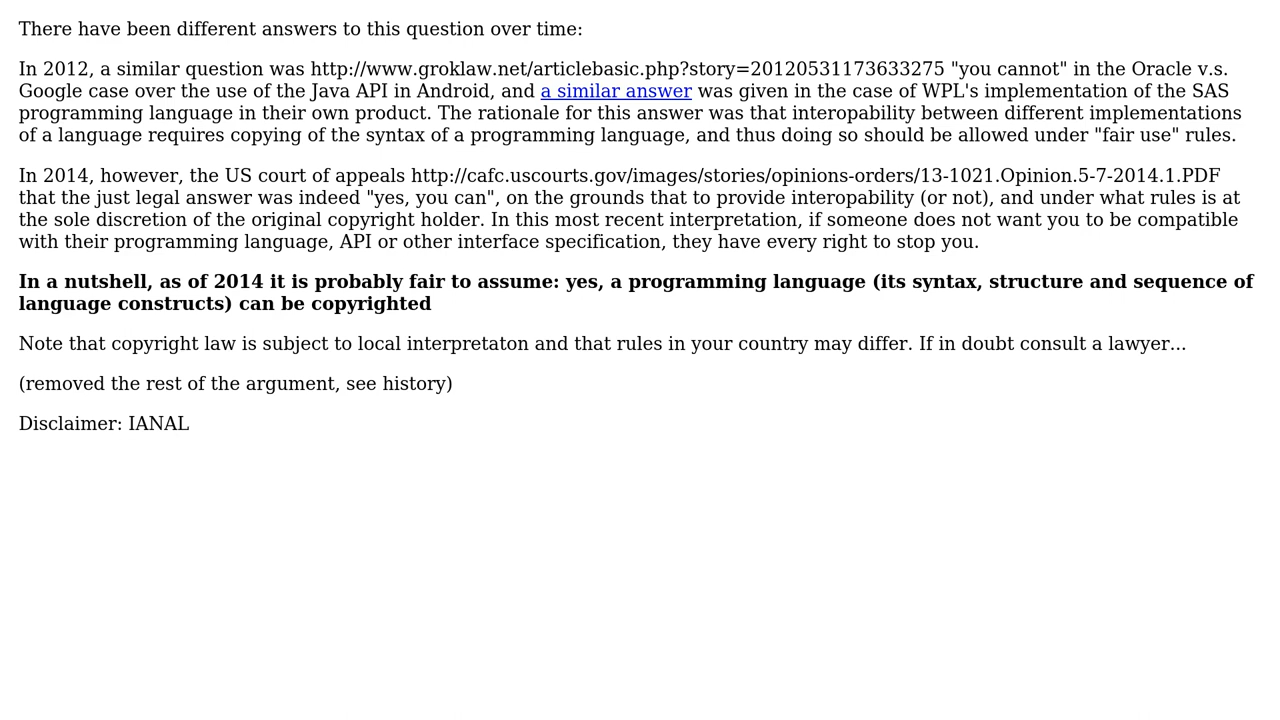 There have been different answers to this question over time:
In 2012, a similar question was http://www.groklaw.net/articlebasic.php?story=20120531173633275 "you cannot" in the Oracle v.s.
Google case over the use of the Java API in Android, and a similar answer was given in the case of WPL's implementation of the SAS
programming language in their own product. The rationale for this answer was that interopability between different implementations
of a language requires copying of the syntax of a programming language, and thus doing so should be allowed under "fair use" rules.
In 2014, however, the US court of appeals http://cafc.uscourts.gov/images/stories/opinions-orders/13-1021.Opinion.5-7-2014.1.PDF
that the just legal answer was indeed "yes, you can", on the grounds that to provide interopability (or not), and under what rules is at
the sole discretion of the original copyright holder. In this most recent interpretation, if someone does not want you to be compatible
with their programming language, API or other interface specification, they have every right to stop you.
In a nutshell, as of 2014 it is probably fair to assume: yes, a programming language (its syntax, structure and sequence of
language constructs) can be copyrighted
Note that copyright law is subject to local interpretaton and that rules in your country may differ. If in doubt consult a lawyer...
(removed the rest of the argument, see history)
Disclaimer: IANAL